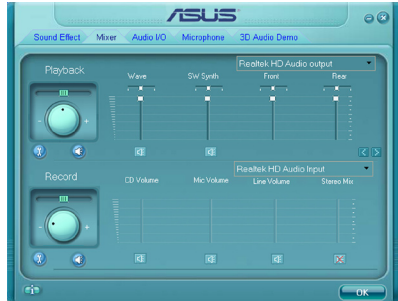 ASUS
Sound Effect Mixer Audio I/O Microphone 3D Audio Demo
Playback
Realtek HD Audio output
Wave SW Synth Front Rear
- +
Record
Realtek HD Audio Input
CD Volume Mic Volume Line Volume Stereo Mix
- +
OK